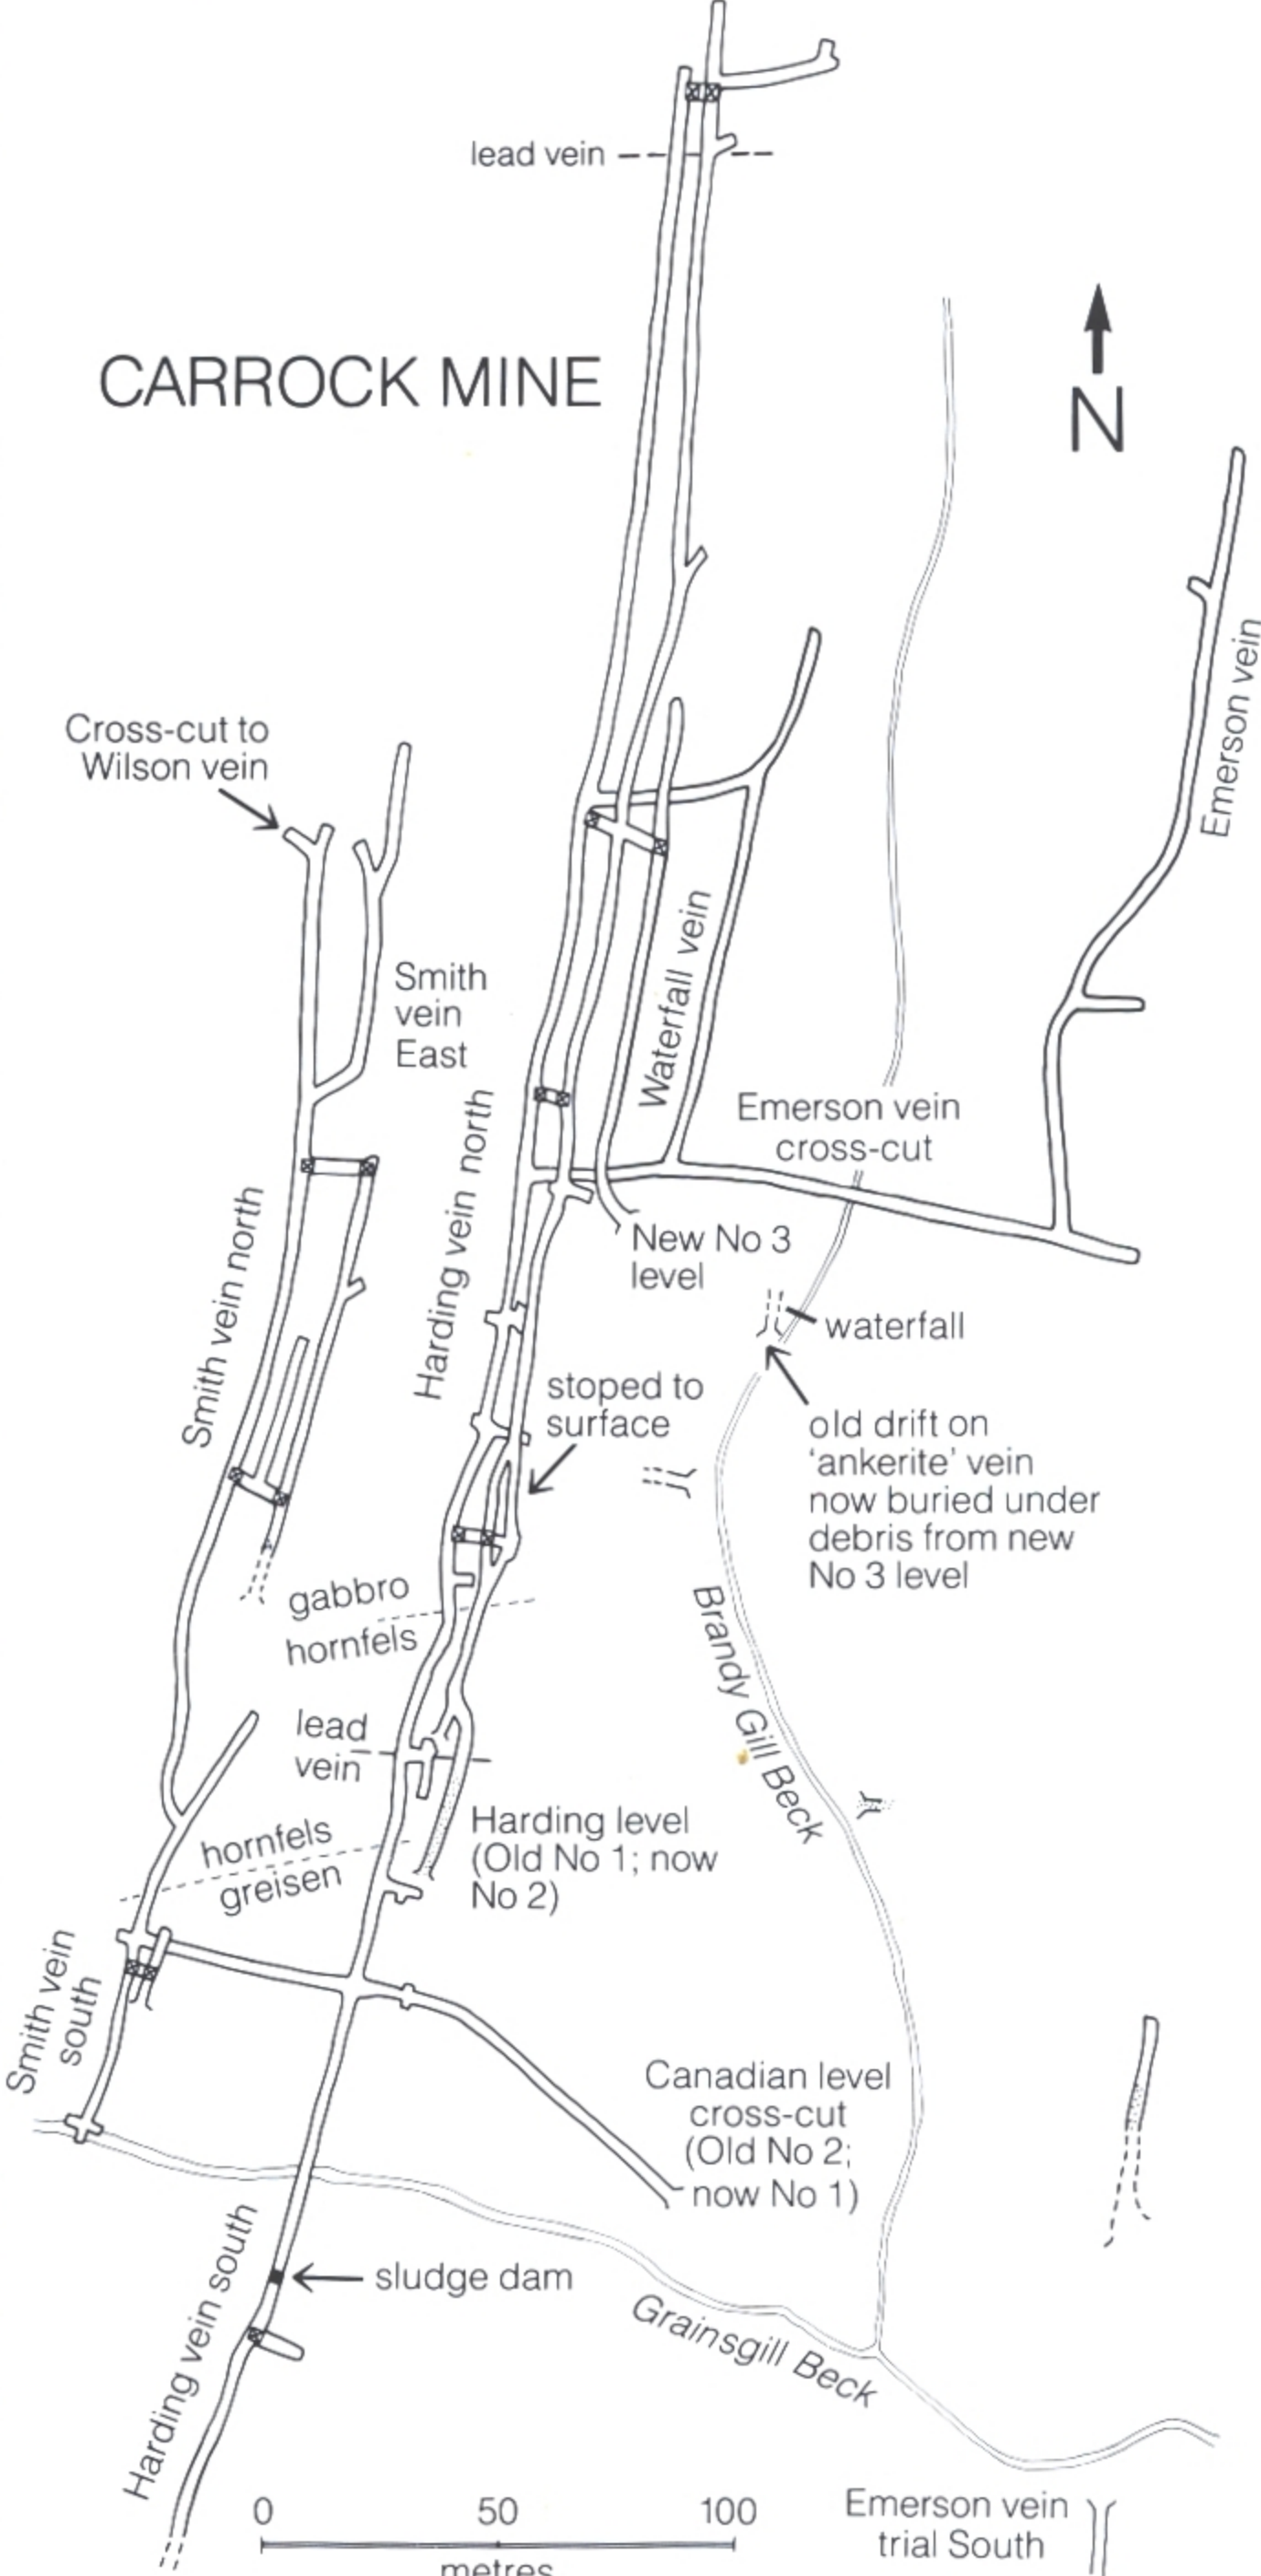 lead vein
CARROCK MINE
N
Emerson vein
Cross-cut to
Wilson vein
Smith
vein
East
Waterfall vein
Harding vein north
Emerson vein
cross-cut
Smith vein north
New No 3
level
waterfall
stoped to
surface
old drift on
'ankerite' vein
now buried under
debris from new
No 3 level
gabbro
hornfels
Brandy Gill Beck
lead
vein
hornfels
greisen
Harding level
(Old No 1; now
No 2)
Smith vein
south
Canadian level
cross-cut
(Old No 2;
now No 1)
Harding vein south
sludge dam
Grainsgill Beck
0 50 100
metres
Emerson vein
trial South